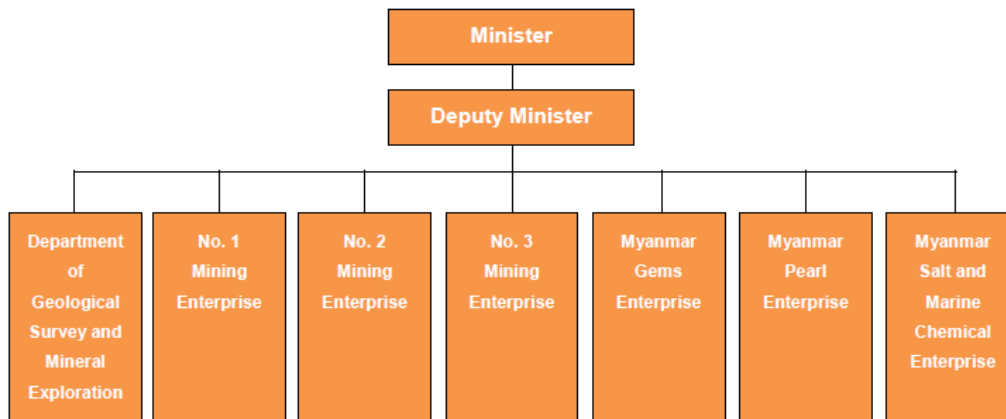 Minister
Deputy Minister
Department
of
Geological
Survey and
Mineral
Exploration
No. 1
Mining
Enterprise
No. 2
Mining
Enterprise
No. 3
Mining
Enterprise
Myanmar
Gems
Enterprise
Myanmar
Pearl
Enterprise
Myanmar
Salt and
Marine
Chemical
Enterprise